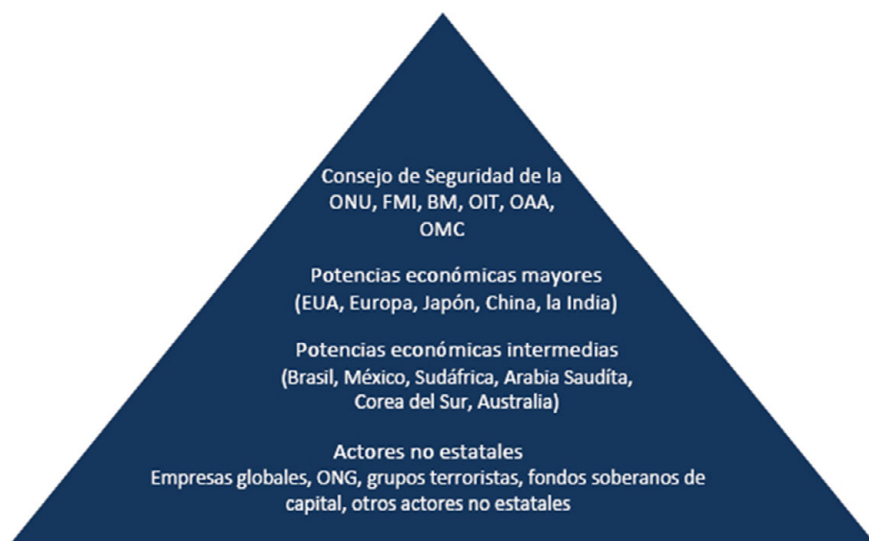 Consejo de Seguridad de la
ONU, FMI, BM, OIT, OAA,
OMC
Potencias económicas mayores
(EUA, Europa, Japón, China, la India)
Potencias económicas intermedias
(Brasil, México, Sudáfrica, Arabia Saudíta,
Corea del Sur, Australia)
Actores no estatales
Empresas globales, ONG, grupos terroristas, fondos soberanos de
capital, otros actores no estatales